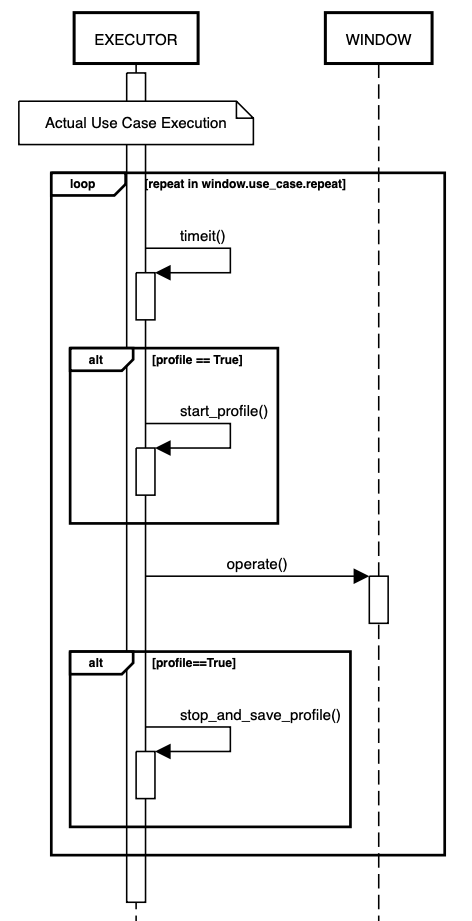 EXECUTOR
WINDOW
Actual Use Case Execution
loop
[repeat in window.use_case.repeat]
timeit()
alt
[profile == True]
start_profile()
operate()
alt
[profile==True]
stop_and_save_profile()